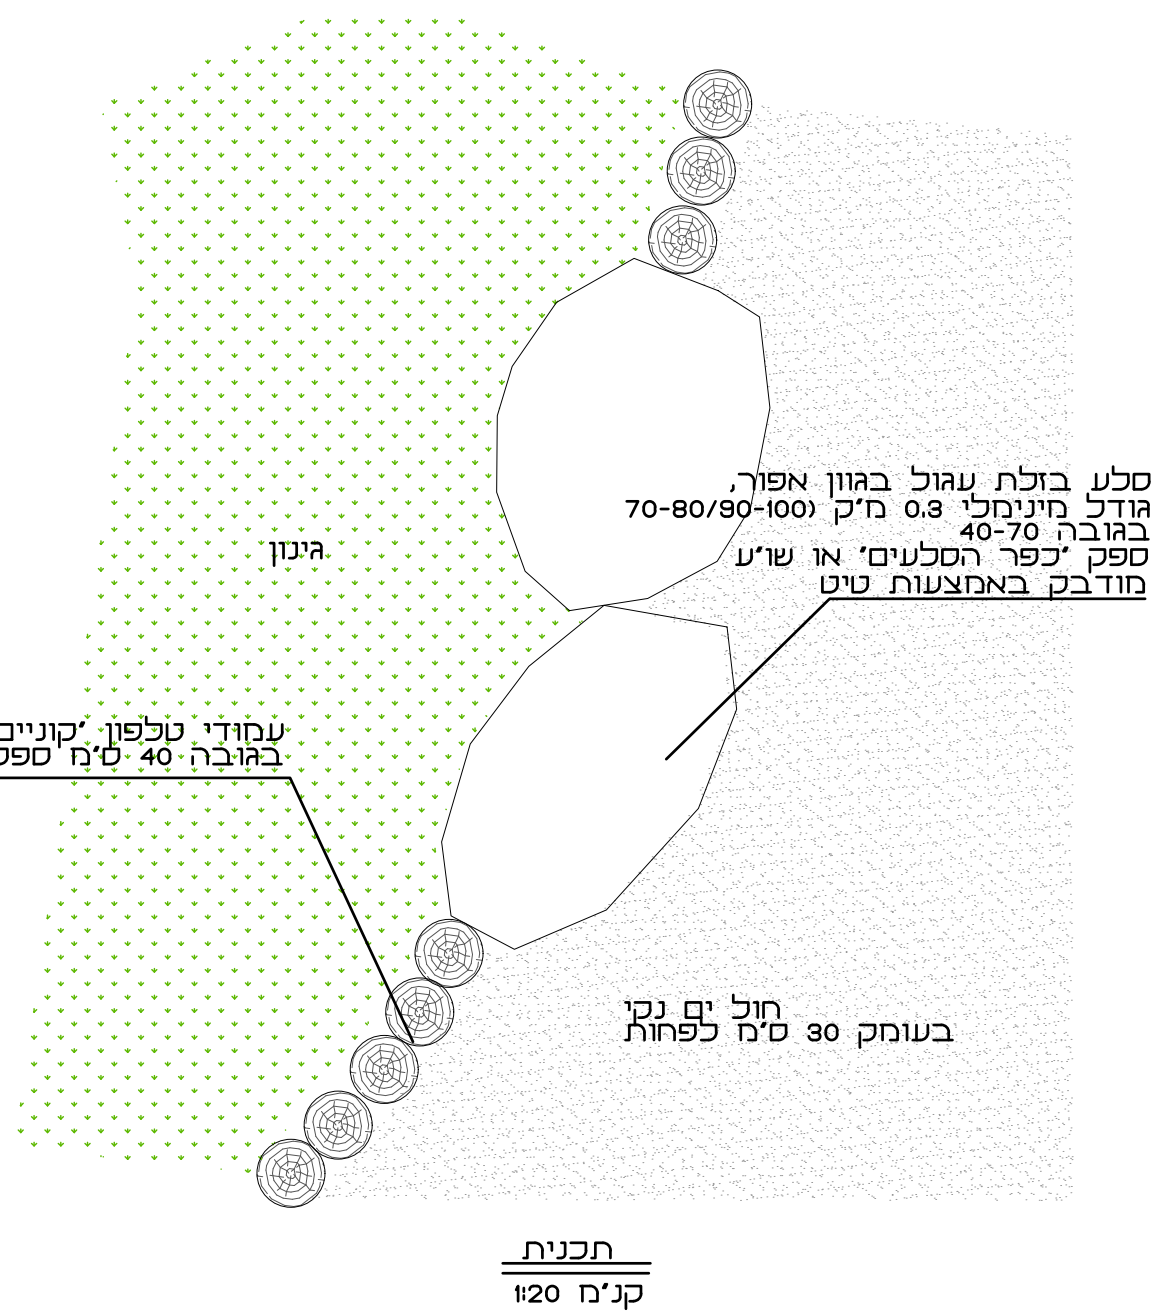 סלע בזלת עגול בגוון אפור,
גודל מינימלי 0.3 מ'ק (70-80/90-100
בגובה 40-70
ספק 'כפר הסלעים' או שו'ע
מודבק באמצעות טיט
גינון
עמודי טלפון 'קוניים
בגובה 40 ס'מ ספק
חול ים נקי
בעומק 30 ס'מ לפחות
תכנית
קנ'מ 1:20